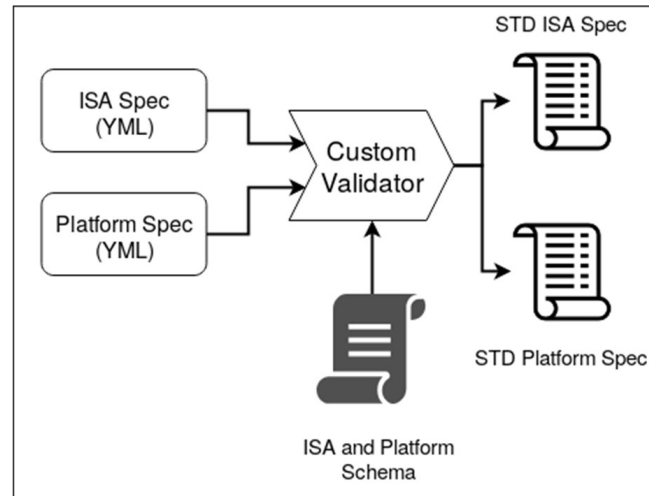 STD ISA Spec
ISA Spec
(YML)
Custom
Validator
Platform Spec
(YML)
STD Platform Spec
ISA and Platform
Schema